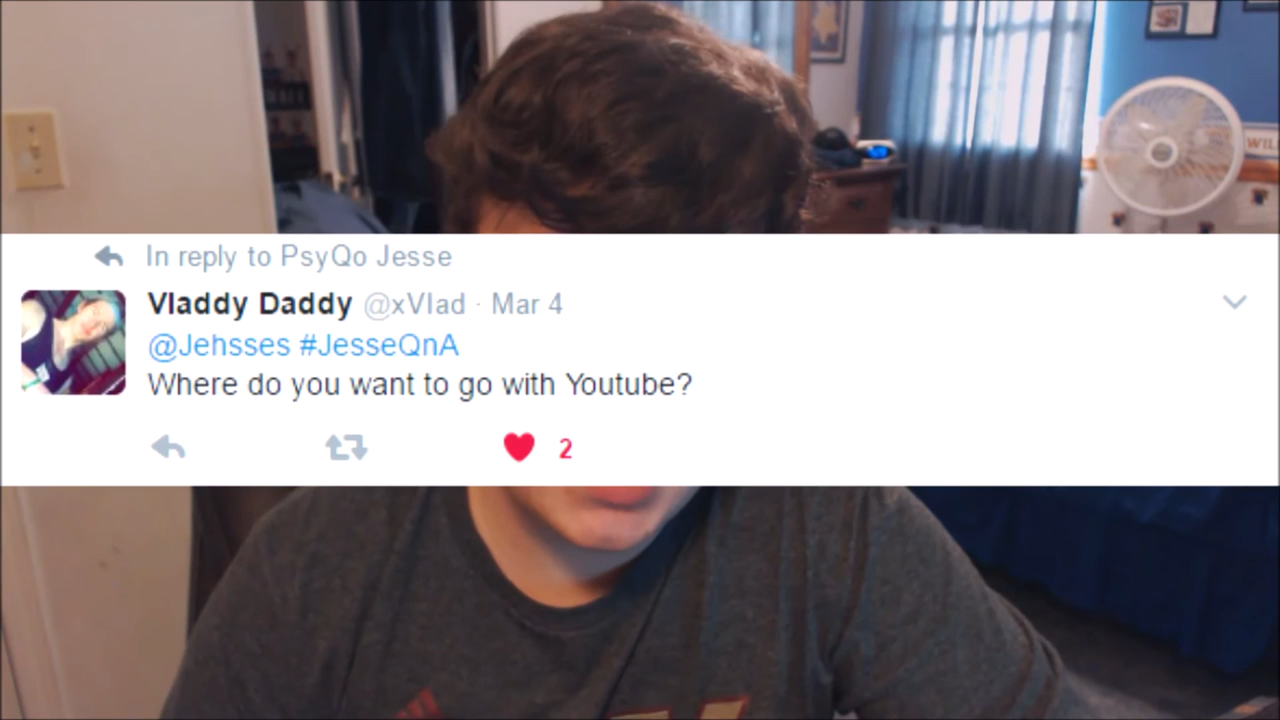 WIL
In reply to PsyQo Jesse
Vladdy Daddy @xVlad · Mar 4
@Jehsses #JesseQnA
Where do you want to go with Youtube?
2